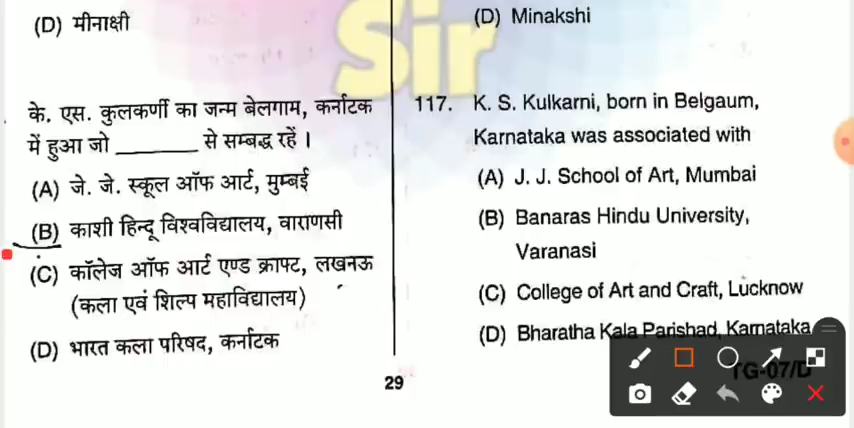 (D) मीनाक्षी
के. एस. कुलकर्णी का जन्म बेलगाम, कर्नाटक
में हुआ जो ________ से सम्बद्ध रहें ।
(A) जे. जे. स्कूल ऑफ आर्ट, मुम्बई
(B) काशी हिन्दू विश्वविद्यालय, वाराणसी
(C) कॉलेज ऑफ आर्ट एण्ड क्राफ्ट, लखनऊ
(कला एवं शिल्प महाविद्यालय)
(D) भारत कला परिषद, कर्नाटक
(D) Minakshi
Sir
117. K. S. Kulkarni, born in Belgaum,
Karnataka was associated with
(A) J. J. School of Art, Mumbai
(B) Banaras Hindu University,
Varanasi
(C) College of Art and Craft, Lucknow
(D) Bharatha Kala Parishad, Karnataka
29
TG-07/D